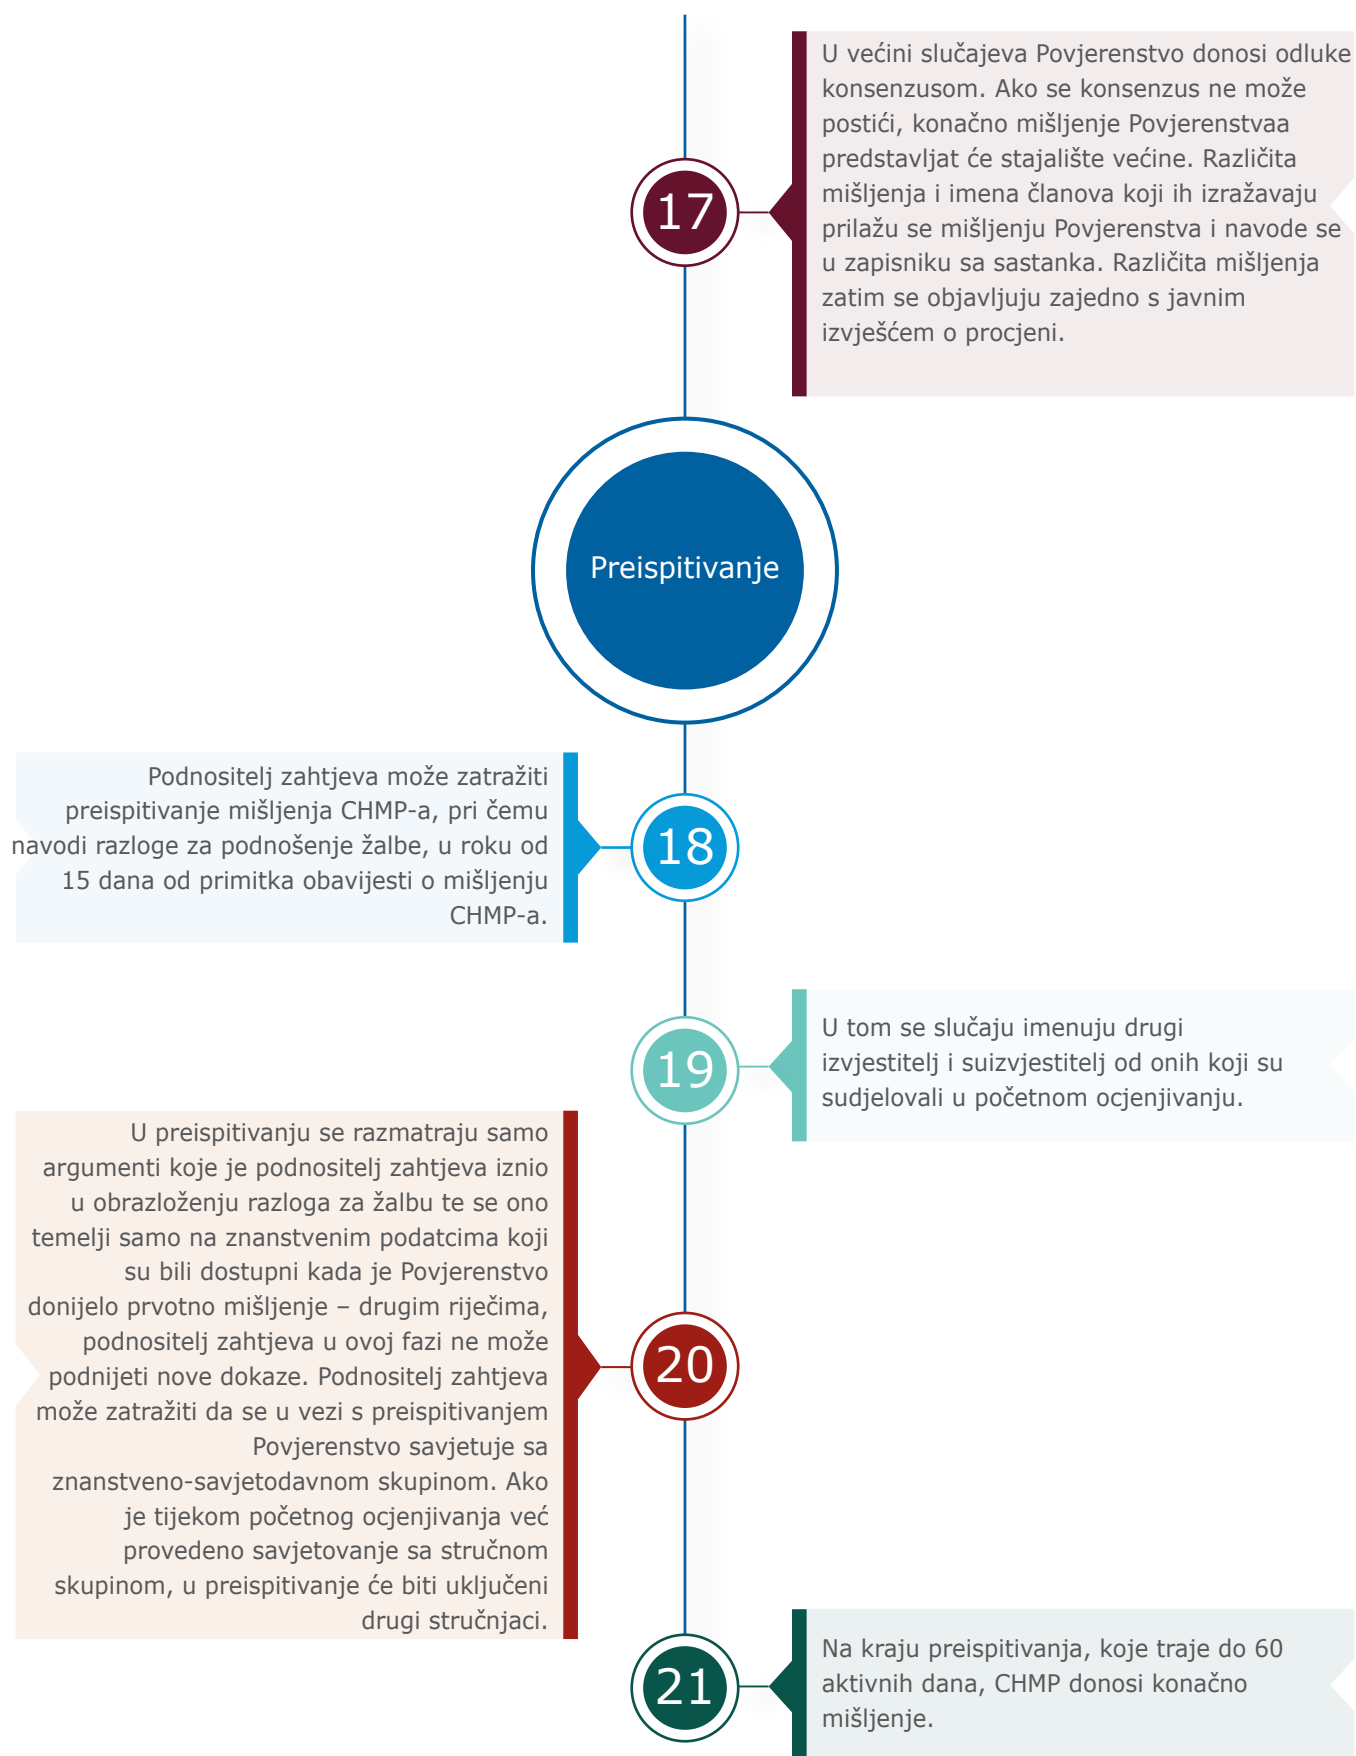 U većini slučajeva Povjerenstvo donosi odluke
konsenzusom. Ako se konsenzus ne može
postići, konačno mišljenje Povjerenstvaa
predstavljat će stajalište većine. Različita
mišljenja i imena članova koji ih izražavaju
prilažu se mišljenju Povjerenstva i navode se
u zapisniku sa sastanka. Različita mišljenja
zatim se objavljuju zajedno s javnim
izvješćem o procjeni.
17
Preispitivanje
Podnositelj zahtjeva može zatražiti
preispitivanje mišljenja CHMP-a, pri čemu
navodi razloge za podnošenje žalbe, u roku od
15 dana od primitka obavijesti o mišljenju
CHMP-a.
18
19
U tom se slučaju imenuju drugi
izvjestitelj i suizvjestitelj od onih koji su
sudjelovali u početnom ocjenjivanju.
U preispitivanju se razmatraju samo
argumenti koje je podnositelj zahtjeva iznio
u obrazloženju razloga za žalbu te se ono
temelji samo na znanstvenim podatcima koji
su bili dostupni kada je Povjerenstvo
donijelo prvotno mišljenje – drugim riječima,
podnositelj zahtjeva u ovoj fazi ne može
podnijeti nove dokaze. Podnositelj zahtjeva
može zatražiti da se u vezi s preispitivanjem
Povjerenstvo savjetuje sa
znanstveno-savjetodavnom skupinom. Ako
je tijekom početnog ocjenjivanja već
provedeno savjetovanje sa stručnom
skupinom, u preispitivanje će biti uključeni
drugi stručnjaci.
20
21
Na kraju preispitivanja, koje traje do 60
aktivnih dana, CHMP donosi konačno
mišljenje.